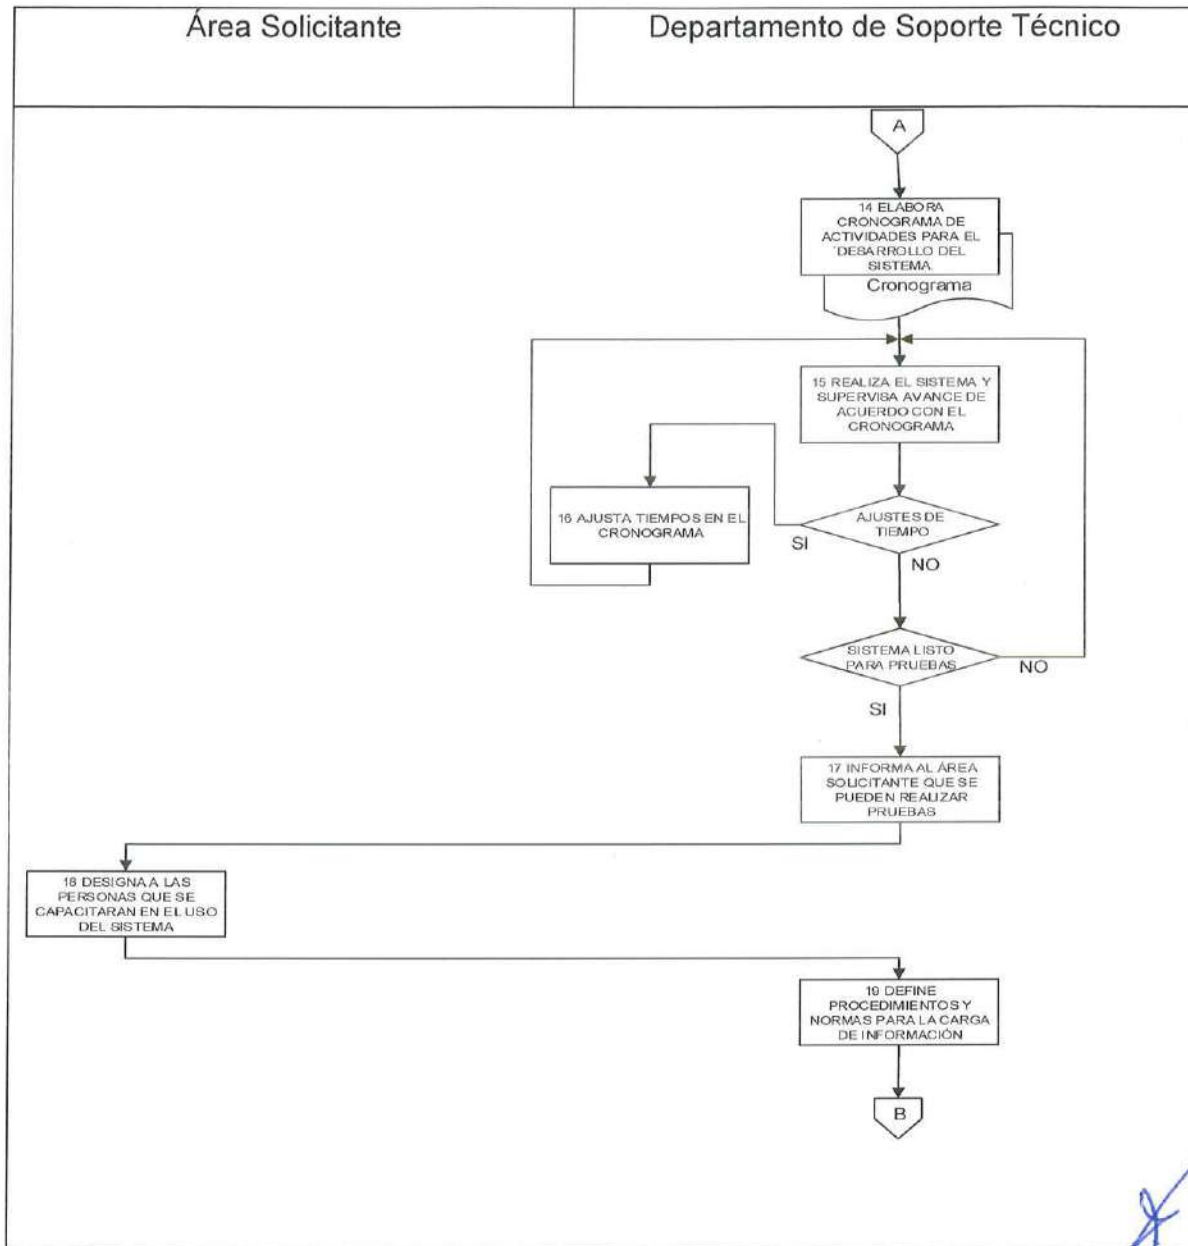 Área Solicitante
Departamento de Soporte Técnico
A
14 ELABORA
CRONOGRAMA DE
ACTIVIDADES PARA EL
DESARROLLO DEL
SISTEMA.
Cronograma
15 REALIZA EL SISTEMA Y
SUPERVISA AVANCE DE
ACUERDO CON EL
CRONOGRAMA
16 AJUSTA TIEMPOS EN EL
CRONOGRAMA
AJUSTES DE
TIEMPO
SI
NO
SISTEMA LISTO
PARA PRUEBAS
NO
SI
17 INFORMA AL ÁREA
SOLICITANTE QUE SE
PUEDEN REALIZAR
PRUEBAS
18 DESIGNA A LAS
PERSONAS QUE SE
CAPACITARAN EN EL USO
DEL SISTEMA
19 DEFINE
PROCEDIMIENTOS Y
NORMAS PARA LA CARGA
DE INFORMACIÓN
B